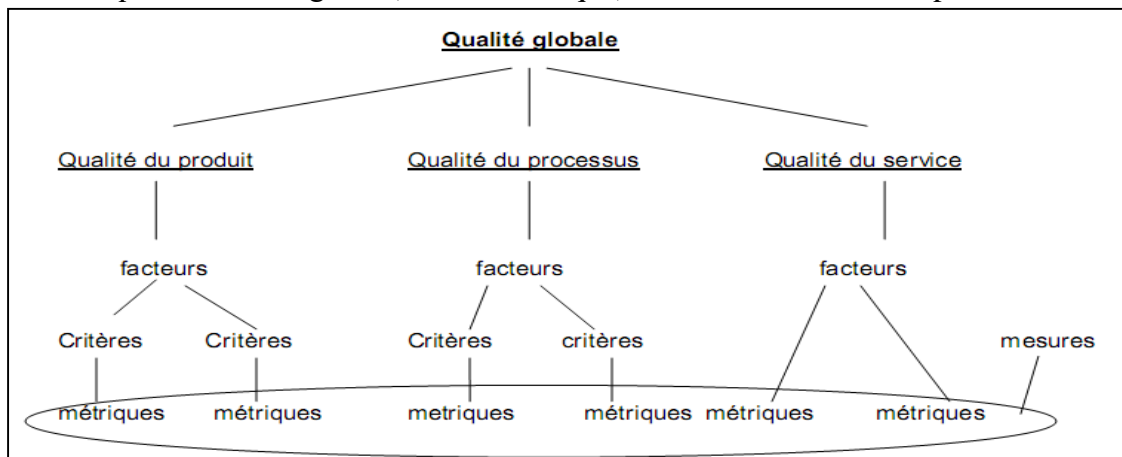 Qualité globale
Qualité du produit Qualité du processus Qualité du service
facteurs facteurs facteurs
Critères Critères Critères critères mesures
métriques métriques metriques métriques métriques métriques